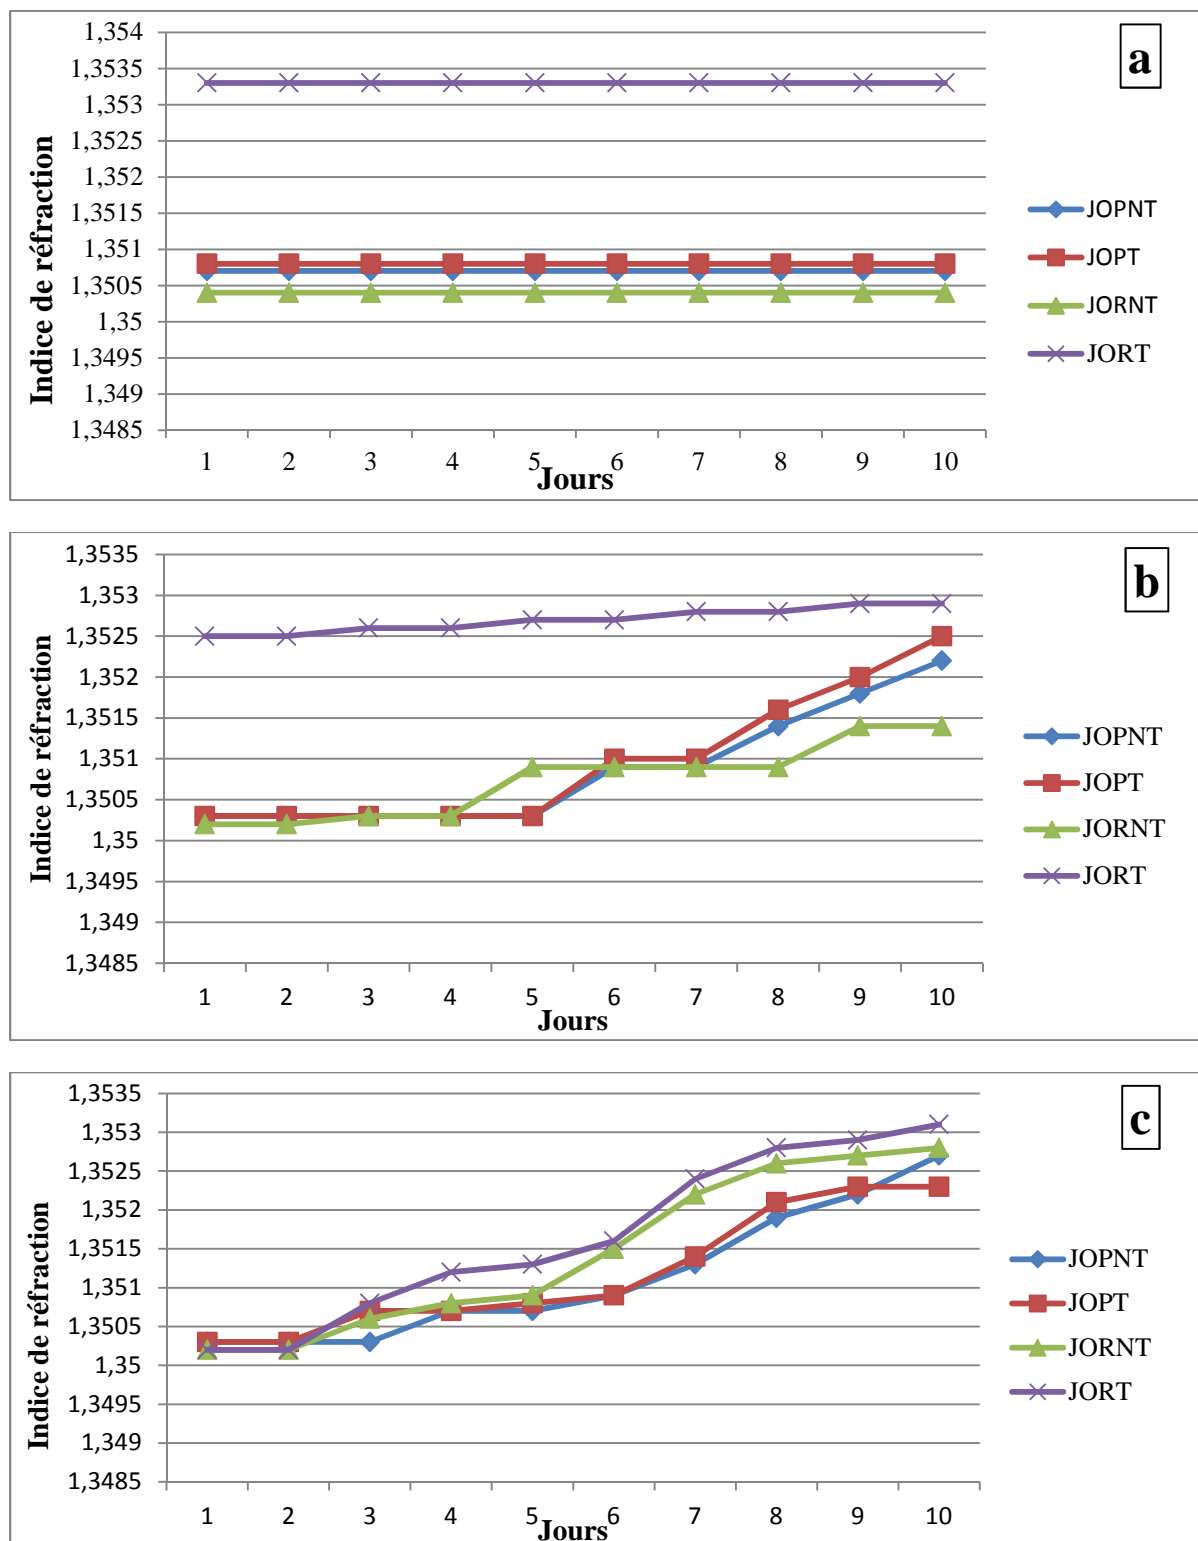 1,354
a
1,3535
1,353
1,3525
1,352
1,3515
1,351
1,3505
1,35
1,3495
1,349
1,3485
Indice de réfraction
1 2 3 4 5 6 7 8 9 10
Jours
JOPNT
JOPT
JORNT
JORT
1,3535
b
1,353
1,3525
1,352
1,3515
1,351
1,3505
1,35
1,3495
1,349
1,3485
Indice de réfraction
1 2 3 4 5 6 7 8 9 10
Jours
JOPNT
JOPT
JORNT
JORT
1,3535
c
1,353
1,3525
1,352
1,3515
1,351
1,3505
1,35
1,3495
1,349
1,3485
Indice de réfraction
1 2 3 4 5 6 7 8 9 10
Jours
JOPNT
JOPT
JORNT
JORT